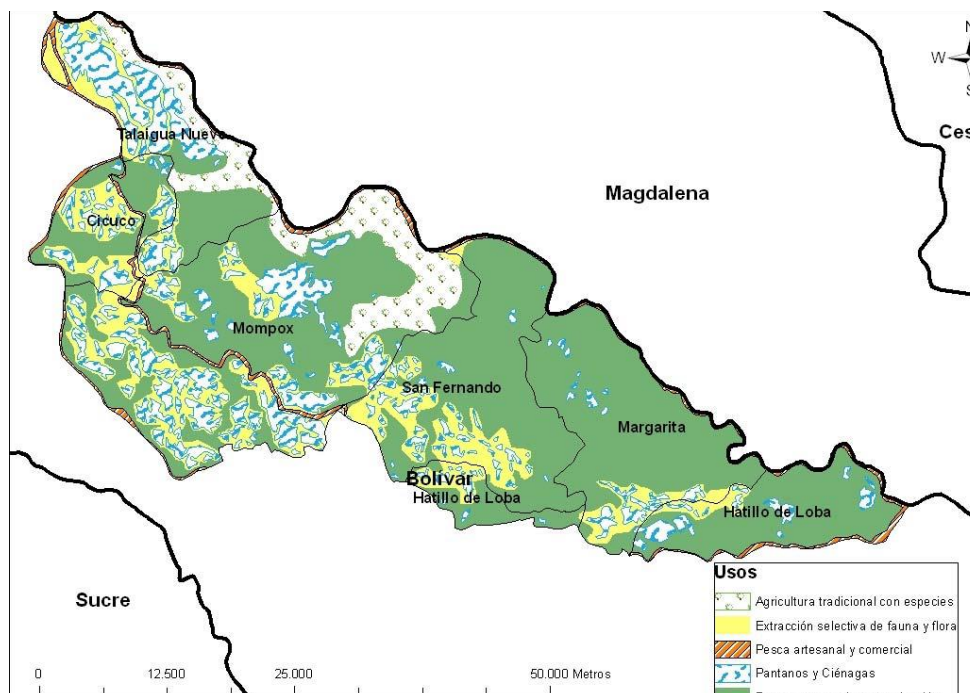 N
W
S
Ces
Magdalena
Talaigua Nuevo
Cicuco
Mompox
San Fernando
Margarita
Bolívar
Hatillo de Loba
Hatillo de Loba
Sucre
Usos
Agricultura tradicional con especies
Extracción selectiva de fauna y flora
Pesca artesanal y comercial
Pantanos y Ciénagas
0 12.500 25.000 50.000 Metros